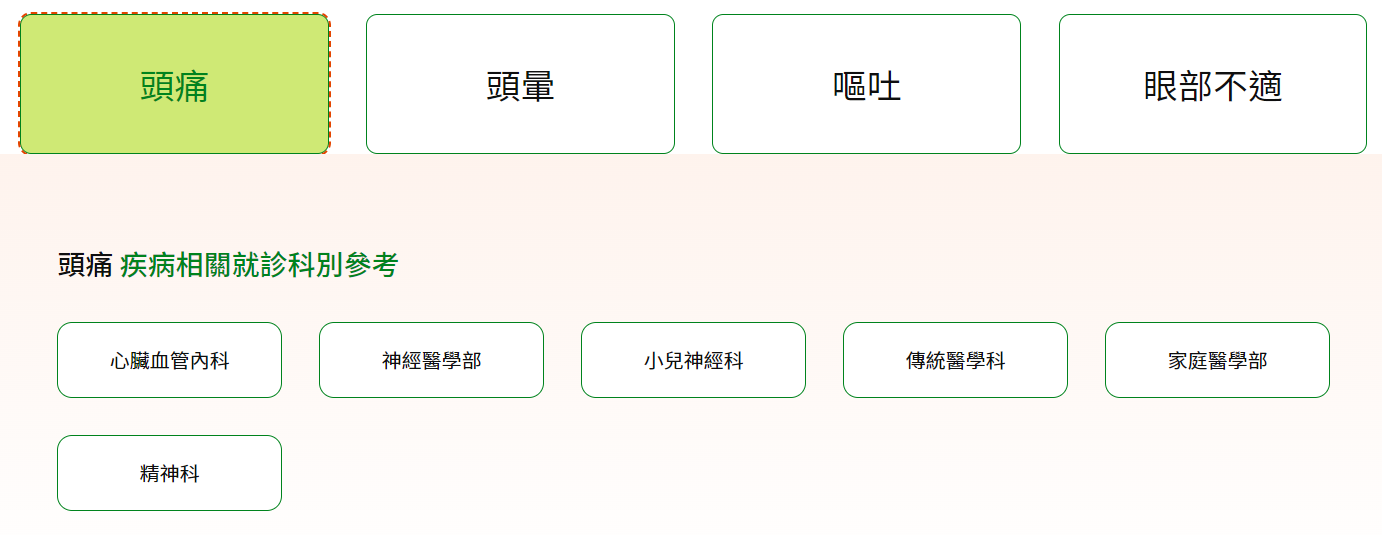 頭痛
頭暈
嘔吐
眼部不適
頭痛 疾病相關就診科別參考
心臟血管內科
神經醫學部
小兒神經科
傳統醫學科
家庭醫學部
精神科